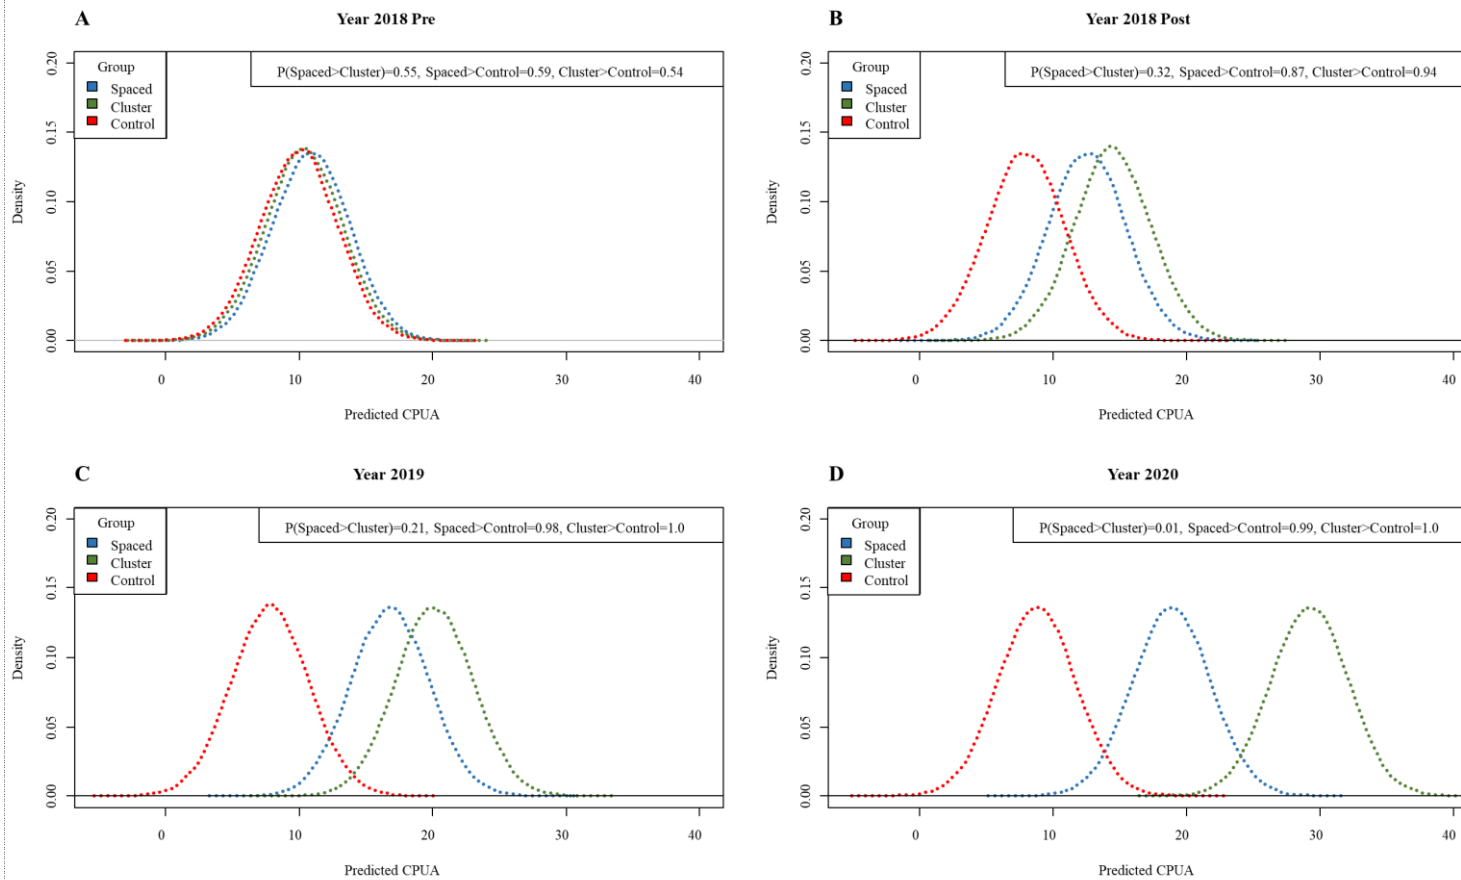 A
Year 2018 Pre
Group
Spaced
Cluster
Control
P(Spaced>Cluster)=0.55, Spaced>Control=0.59, Cluster>Control=0.54
Density
0.20
0.15
0.10
0.05
0.00
0 10 20 30 40
Predicted CPUA
B
Year 2018 Post
Group
Spaced
Cluster
Control
P(Spaced>Cluster)=0.32, Spaced>Control=0.87, Cluster>Control=0.94
Density
0.20
0.15
0.10
0.05
0.00
0 10 20 30 40
Predicted CPUA
C
Year 2019
Group
Spaced
Cluster
Control
P(Spaced>Cluster)=0.21, Spaced>Control=0.98, Cluster>Control=1.0
Density
0.20
0.15
0.10
0.05
0.00
0 10 20 30 40
Predicted CPUA
D
Year 2020
Group
Spaced
Cluster
Control
P(Spaced>Cluster)=0.01, Spaced>Control=0.99, Cluster>Control=1.0
Density
0.20
0.15
0.10
0.05
0.00
0 10 20 30 40
Predicted CPUA